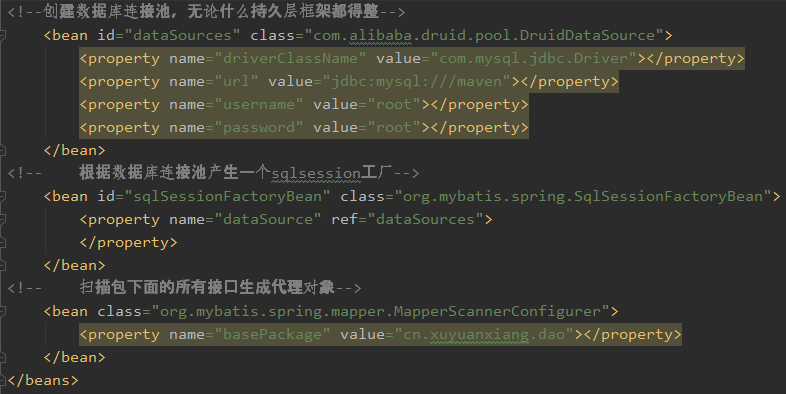 <!--创建数据库连接池，无论什么持久层框架都得整-->
<bean id="dataSources" class="com.alibaba.druid.pool.DruidDataSource">
<property name="driverClassName" value="com.mysql.jdbc.Driver"></property>
<property name="url" value="jdbc:mysql:///maven"></property>
<property name="username" value="root"></property>
<property name="password" value="root"></property>
</bean>
<!-- 根据数据库连接池产生一个sqlsession工厂-->
<bean id="sqlSessionFactoryBean" class="org.mybatis.spring.SqlSessionFactoryBean">
<property name="dataSource" ref="dataSources">
</property>
</bean>
<!-- 扫描包下面的所有接口生成代理对象-->
<bean class="org.mybatis.spring.mapper.MapperScannerConfigurer">
<property name="basePackage" value="cn.xuyuanxiang.dao"></property>
</bean>
</beans>